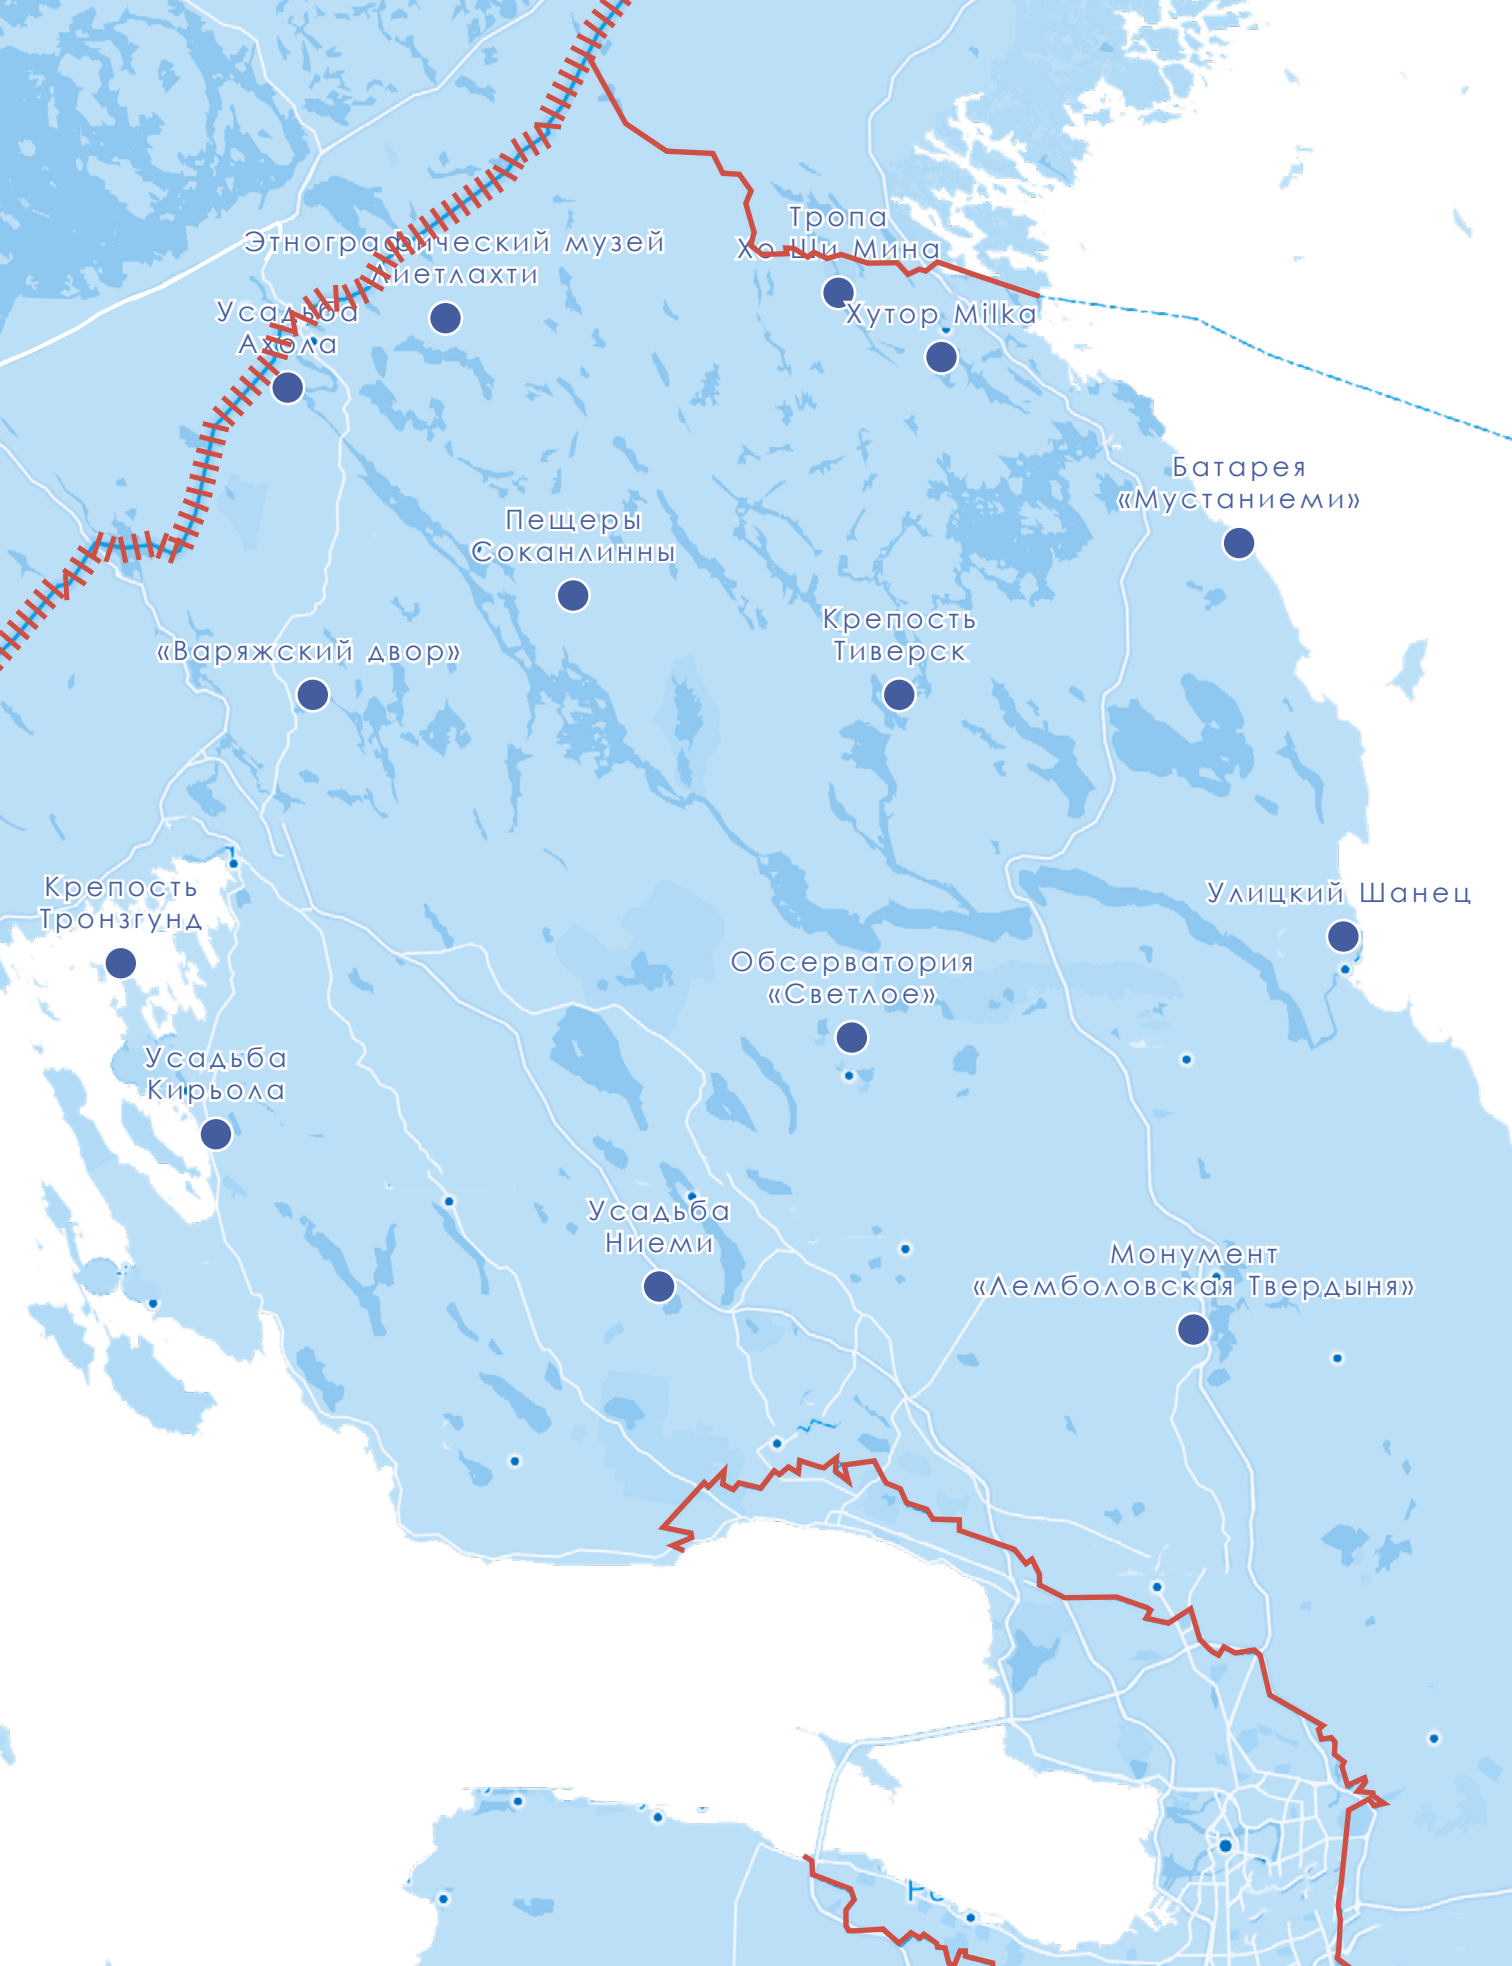 Тропа
Хо Ши Мина
Этнографический музей
Лиетлахти
Усадьба
Ахола
Хутор Milka
Батарея
«Мустаниеми»
Пещеры
Соканлинны
Крепость
Тиверск
«Варяжский двор»
Крепость
Тронзгунд
Улицкий Шанец
Обсерватория
«Светлое»
Усадьба
Кирьола
Усадьба
Ниеми
Монумент
«Лемболовская Твердыня»